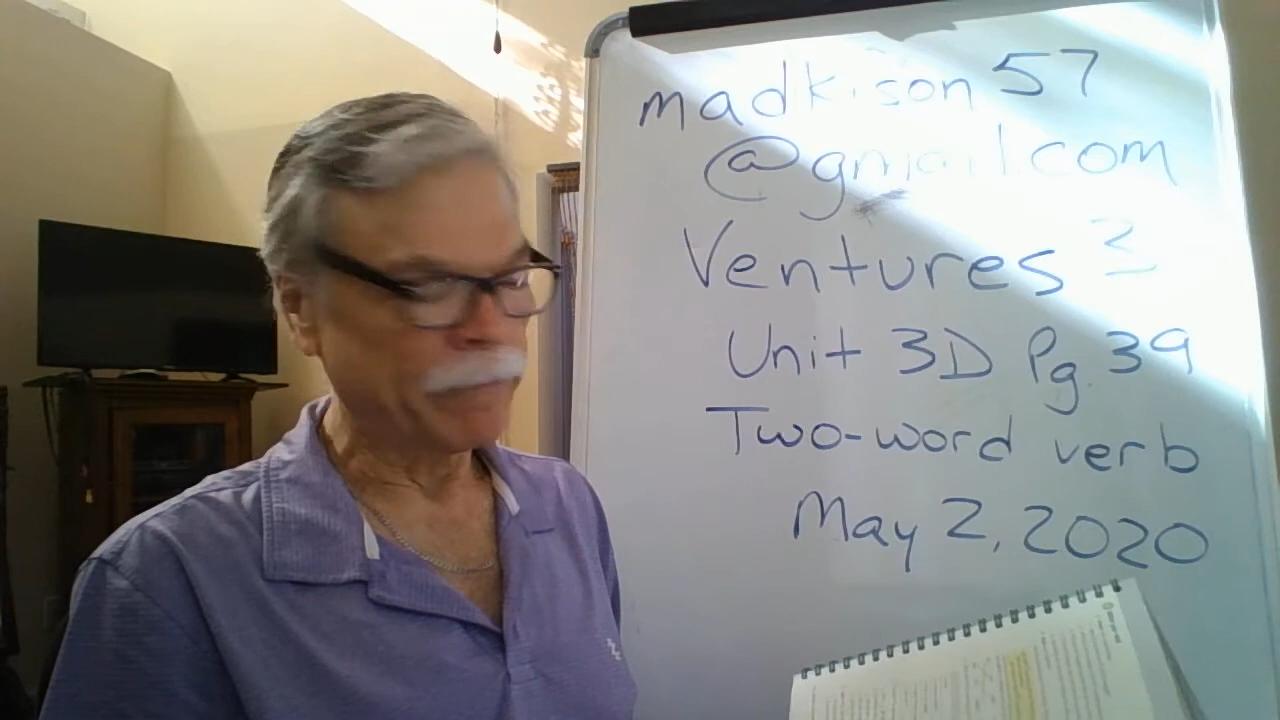 madkison 57
@gmail.com
Ventures 3
Unit 3D Pg. 39
Two-word verb
May 2, 2020